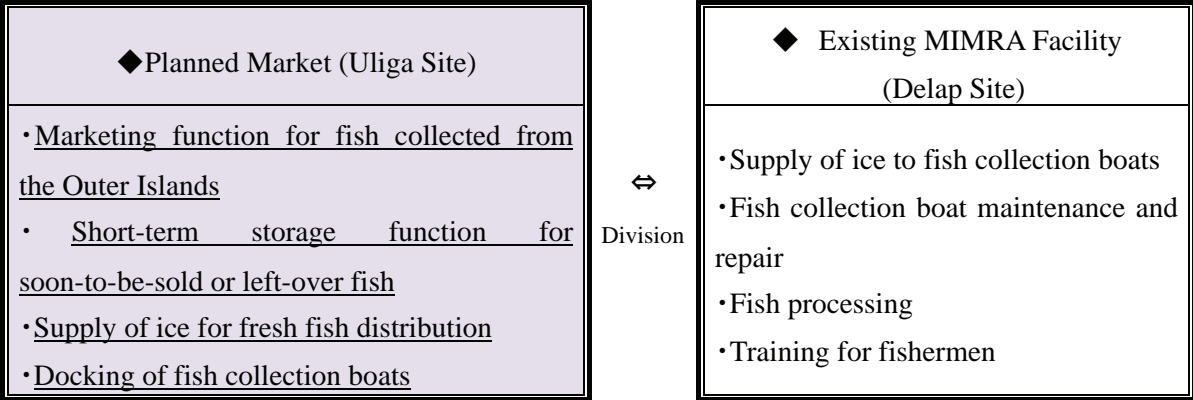 ◆Planned Market (Uliga Site)
・Marketing function for fish collected from
the Outer Islands
・ Short-term storage function for
soon-to-be-sold or left-over fish
・Supply of ice for fresh fish distribution
・Docking of fish collection boats
⇔
Division
◆ Existing MIMRA Facility
(Delap Site)
・Supply of ice to fish collection boats
・Fish collection boat maintenance and
repair
・Fish processing
・Training for fishermen